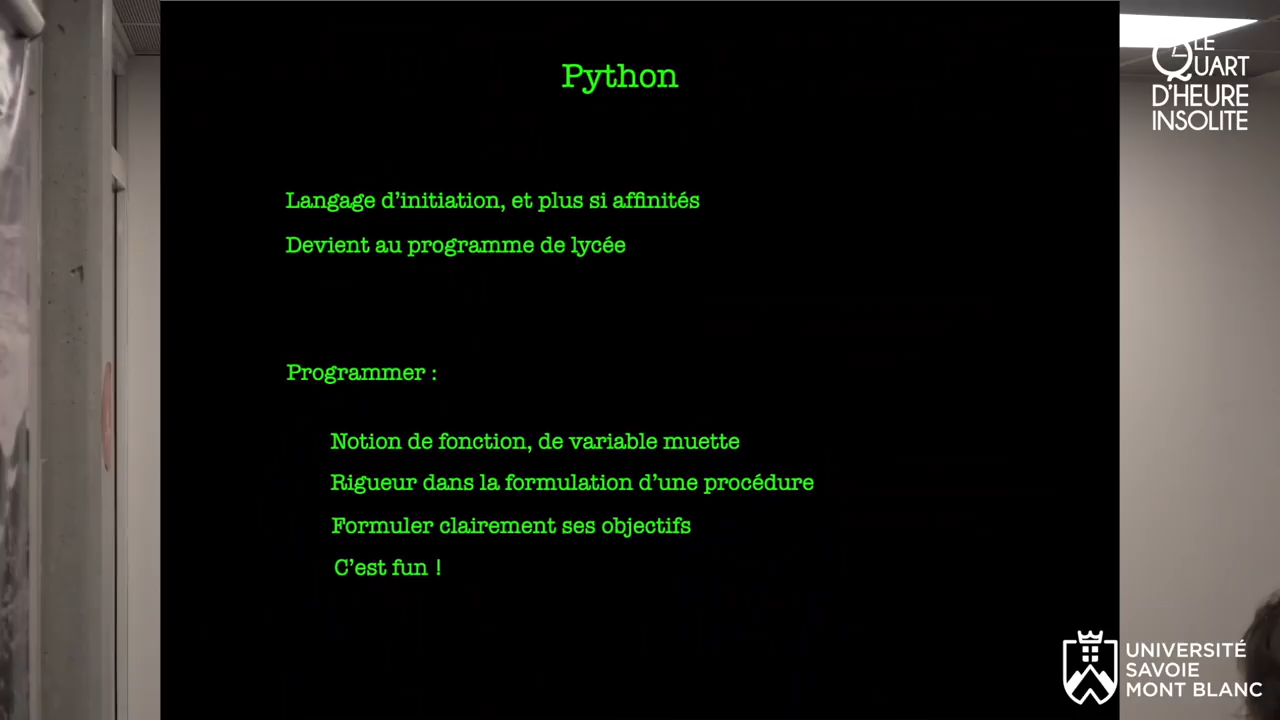 Python
LE
QUART
D'HEURE
INSOLITE
Langage d'initiation, et plus si affinités
Devient au programme de lycée
Programmer :
Notion de fonction, de variable muette
Rigueur dans la formulation d'une procédure
Formuler clairement ses objectifs
C'est fun !
UNIVERSITÉ
SAVOIE
MONT BLANC